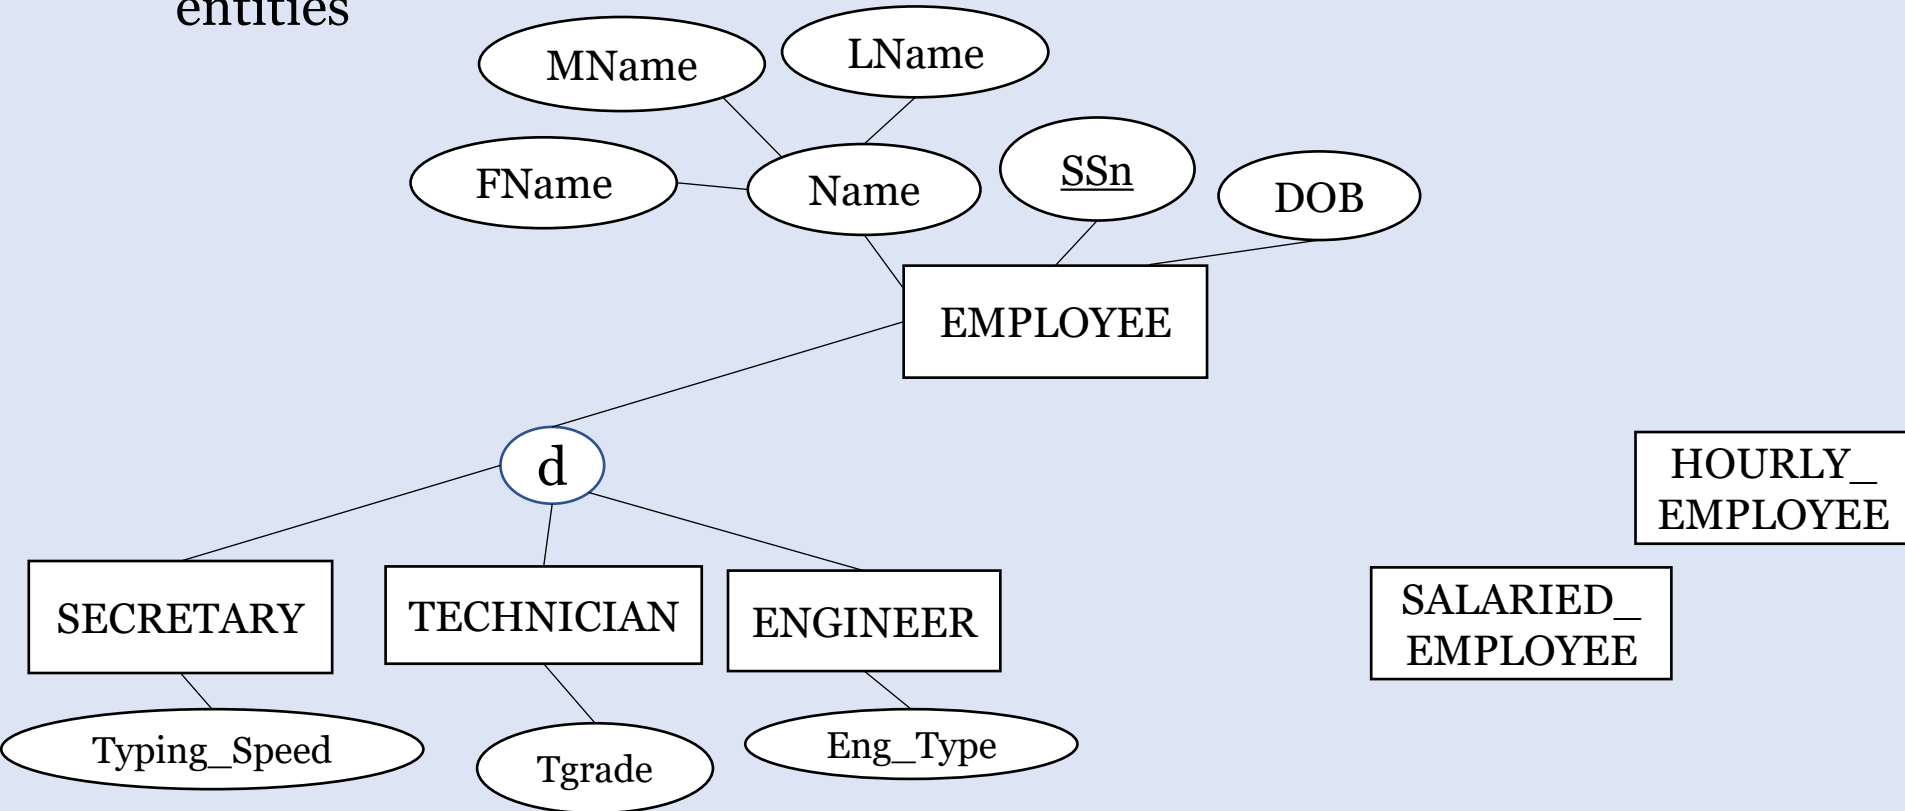 entities
MName
LName
FName
Name
SSn
DOB
EMPLOYEE
d
HOURLY_
EMPLOYEE
SECRETARY
TECHNICIAN
ENGINEER
SALARIED_
EMPLOYEE
Typing_Speed
Tgrade
Eng_Type